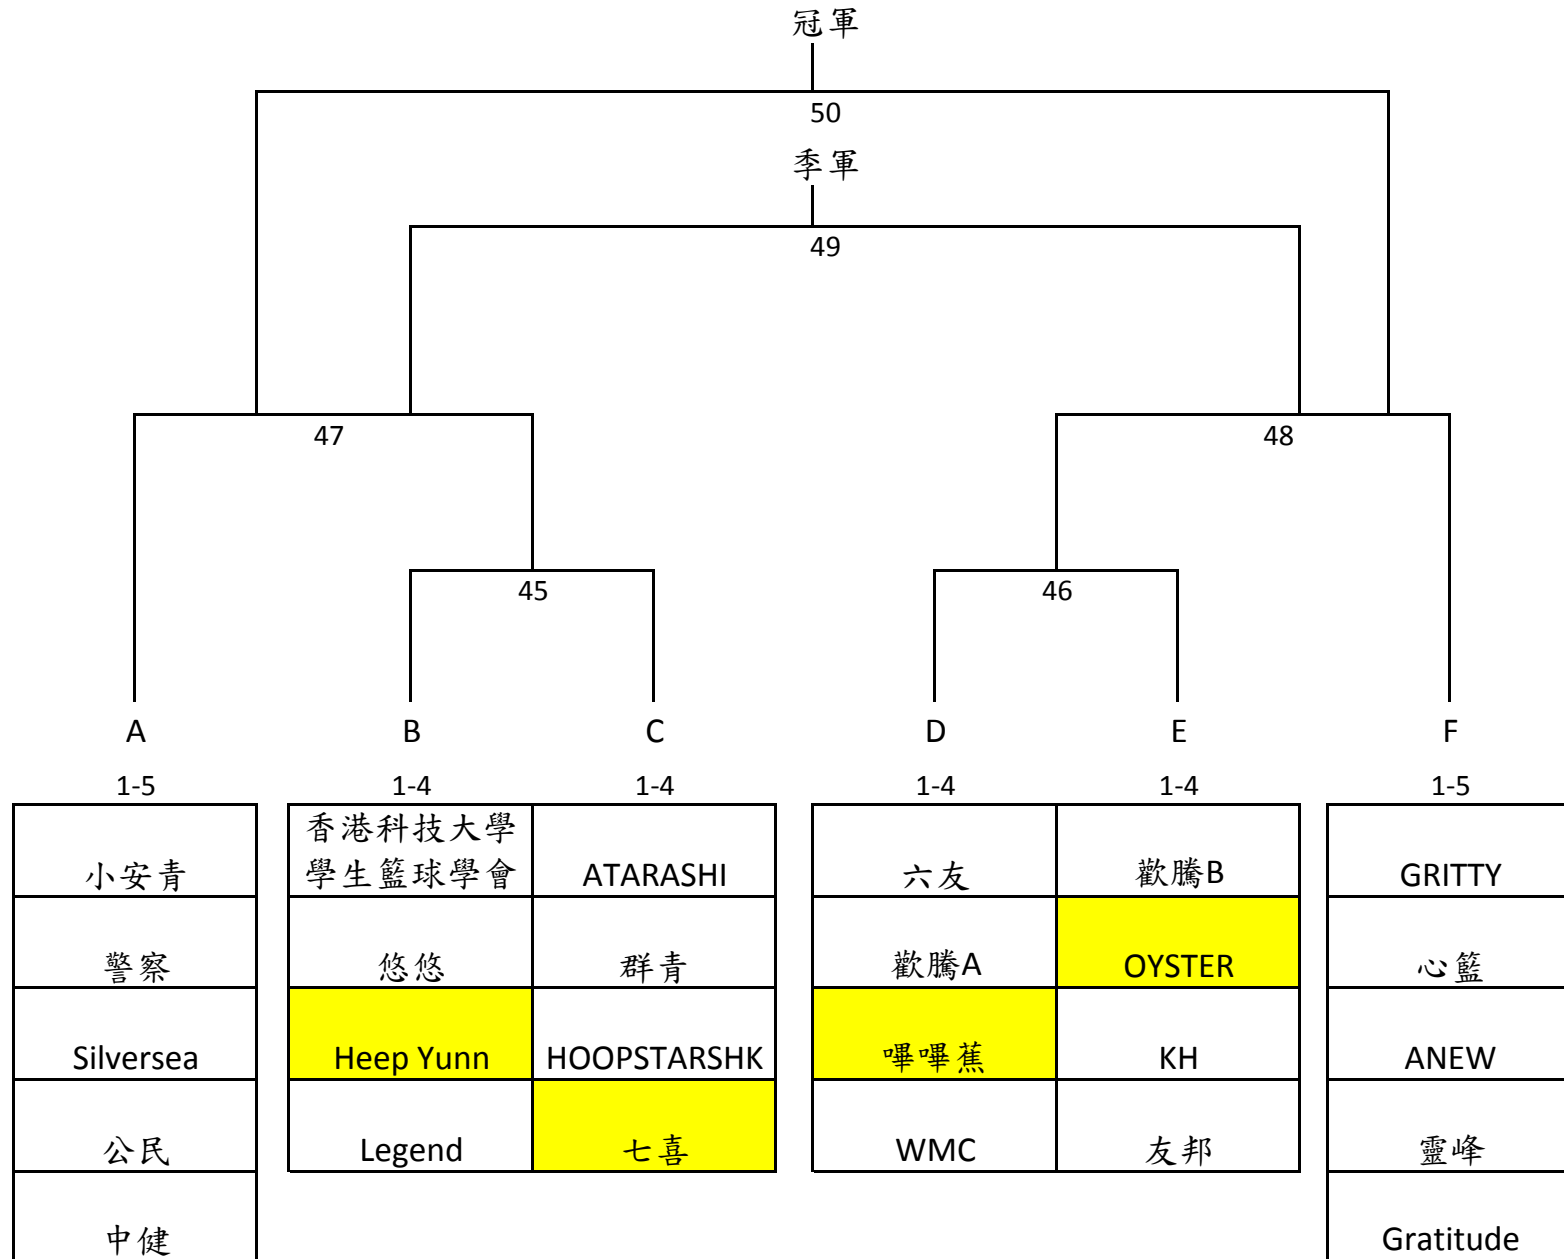 冠軍
50
季軍
49
47
48
45
46
A B C D E F
1-5 1-4 1-4 1-4 1-4 1-5
香港科技大學
學生籃球學會
小安青 ATARASHI 六友 歡騰B GRITTY
警察 悠悠 群青 歡騰A OYSTER 心籃
Silversea Heep Yunn HOOPSTARSHK 嗶嗶蕉 KH ANEW
公民 Legend 七喜 WMC 友邦 靈峰
中健 Gratitude